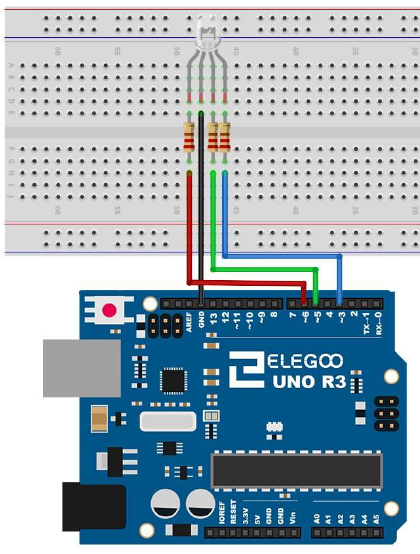 60
55
50
45
40
35
30
A
B
C
D
E
F
G
H
I
J
60
55
50
45
40
35
30
AREF
GND
13
12
~11
~10
~9
8
7
~6
~5
4
~3
2
TX→1
RX←0
ELEGOO
UNO R3
IOREF
RESET
3.3V
5V
GND
GND
Vin
A0
A1
A2
A3
A4
A5